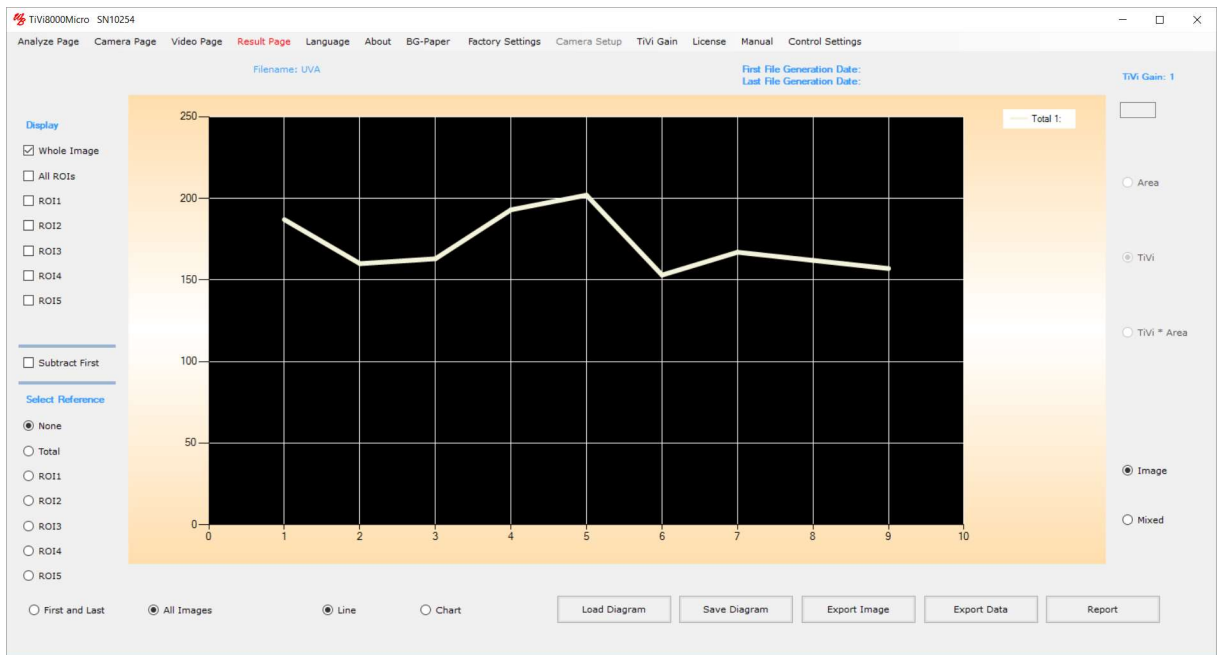 TiVi8000Micro SN10254
Analyze Page Camera Page Video Page Result Page Language About BG-Paper Factory Settings Camera Setup TiVi Gain License Manual Control Settings
Filename: UVA
First File Generation Date:
Last File Generation Date:
TiVi Gain: 1
Display
Whole Image
All ROIs
ROI1
ROI2
ROI3
ROI4
ROI5
Subtract First
Select Reference
None
Total
ROI1
ROI2
ROI3
ROI4
ROI5
250
200
150
100
50
0
0 1 2 3 4 5 6 7 8 9 10
Total 1:
Area
TiVi
TiVi * Area
Image
Mixed
First and Last All Images Line Chart Load Diagram Save Diagram Export Image Export Data Report